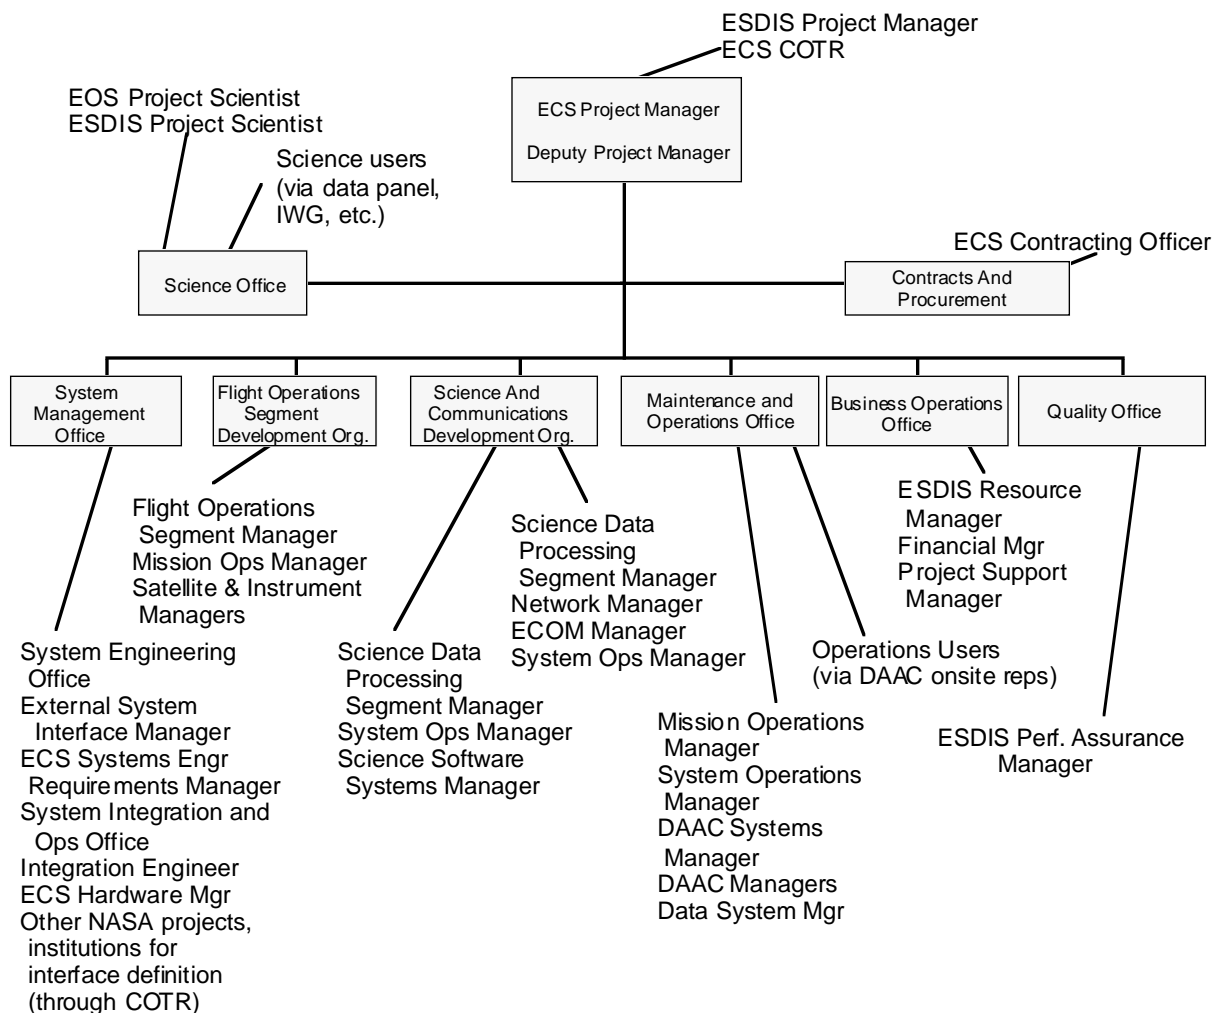 ESDIS Project Manager
ECS COTR
ECS Project Manager
Deputy Project Manager
EOS Project Scientist
ESDIS Project Scientist
Science users
(via data panel,
IWG, etc.)
ECS Contracting Officer
Science Office
Contracts And
Procurement
System
Management
Office
Flight Operations
Segment
Development Org.
Science And
Communications
Development Org.
Maintenance and
Operations Office
Business Operations
Office
Quality Office
Flight Operations
Segment Manager
Mission Ops Manager
Satellite & Instrument
Managers
Science Data
Processing
Segment Manager
Network Manager
ECOM Manager
System Ops Manager
ESDIS Resource
Manager
Financial Mgr
Project Support
Manager
System Engineering
Office
External System
Interface Manager
ECS Systems Engr
Requirements Manager
System Integration and
Ops Office
Integration Engineer
ECS Hardware Mgr
Other NASA projects,
institutions for
interface definition
(through COTR)
Science Data
Processing
Segment Manager
System Ops Manager
Science Software
Systems Manager
Operations Users
(via DAAC onsite reps)
Mission Operations
Manager
System Operations
Manager
DAAC Systems
Manager
DAAC Managers
Data System Mgr
ESDIS Perf. Assurance
Manager